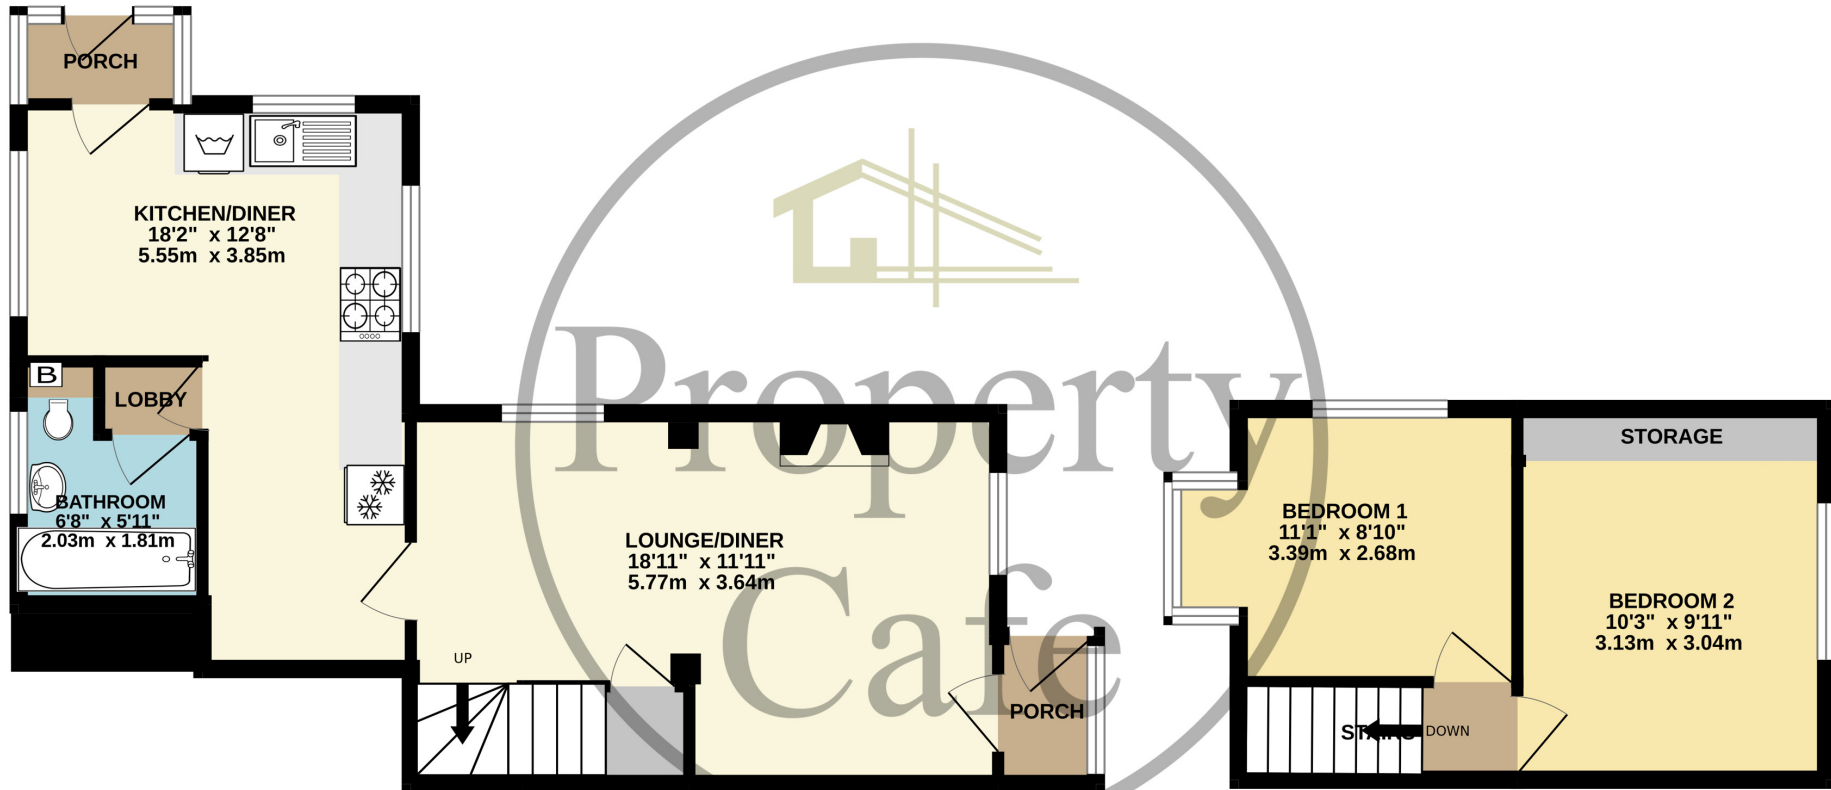 PORCH
KITCHEN/DINER
18'2" x 12'8"
5.55m x 3.85m
B
LOBBY
BATHROOM
6'8" x 5'11"
2.03m x 1.81m
LOUNGE/DINER
18'11" x 11'11"
5.77m x 3.64m
UP
PORCH
Property
Cafe
STORAGE
BEDROOM 1
11'1" x 8'10"
3.39m x 2.68m
BEDROOM 2
10'3" x 9'11"
3.13m x 3.04m
STAIRS
DOWN